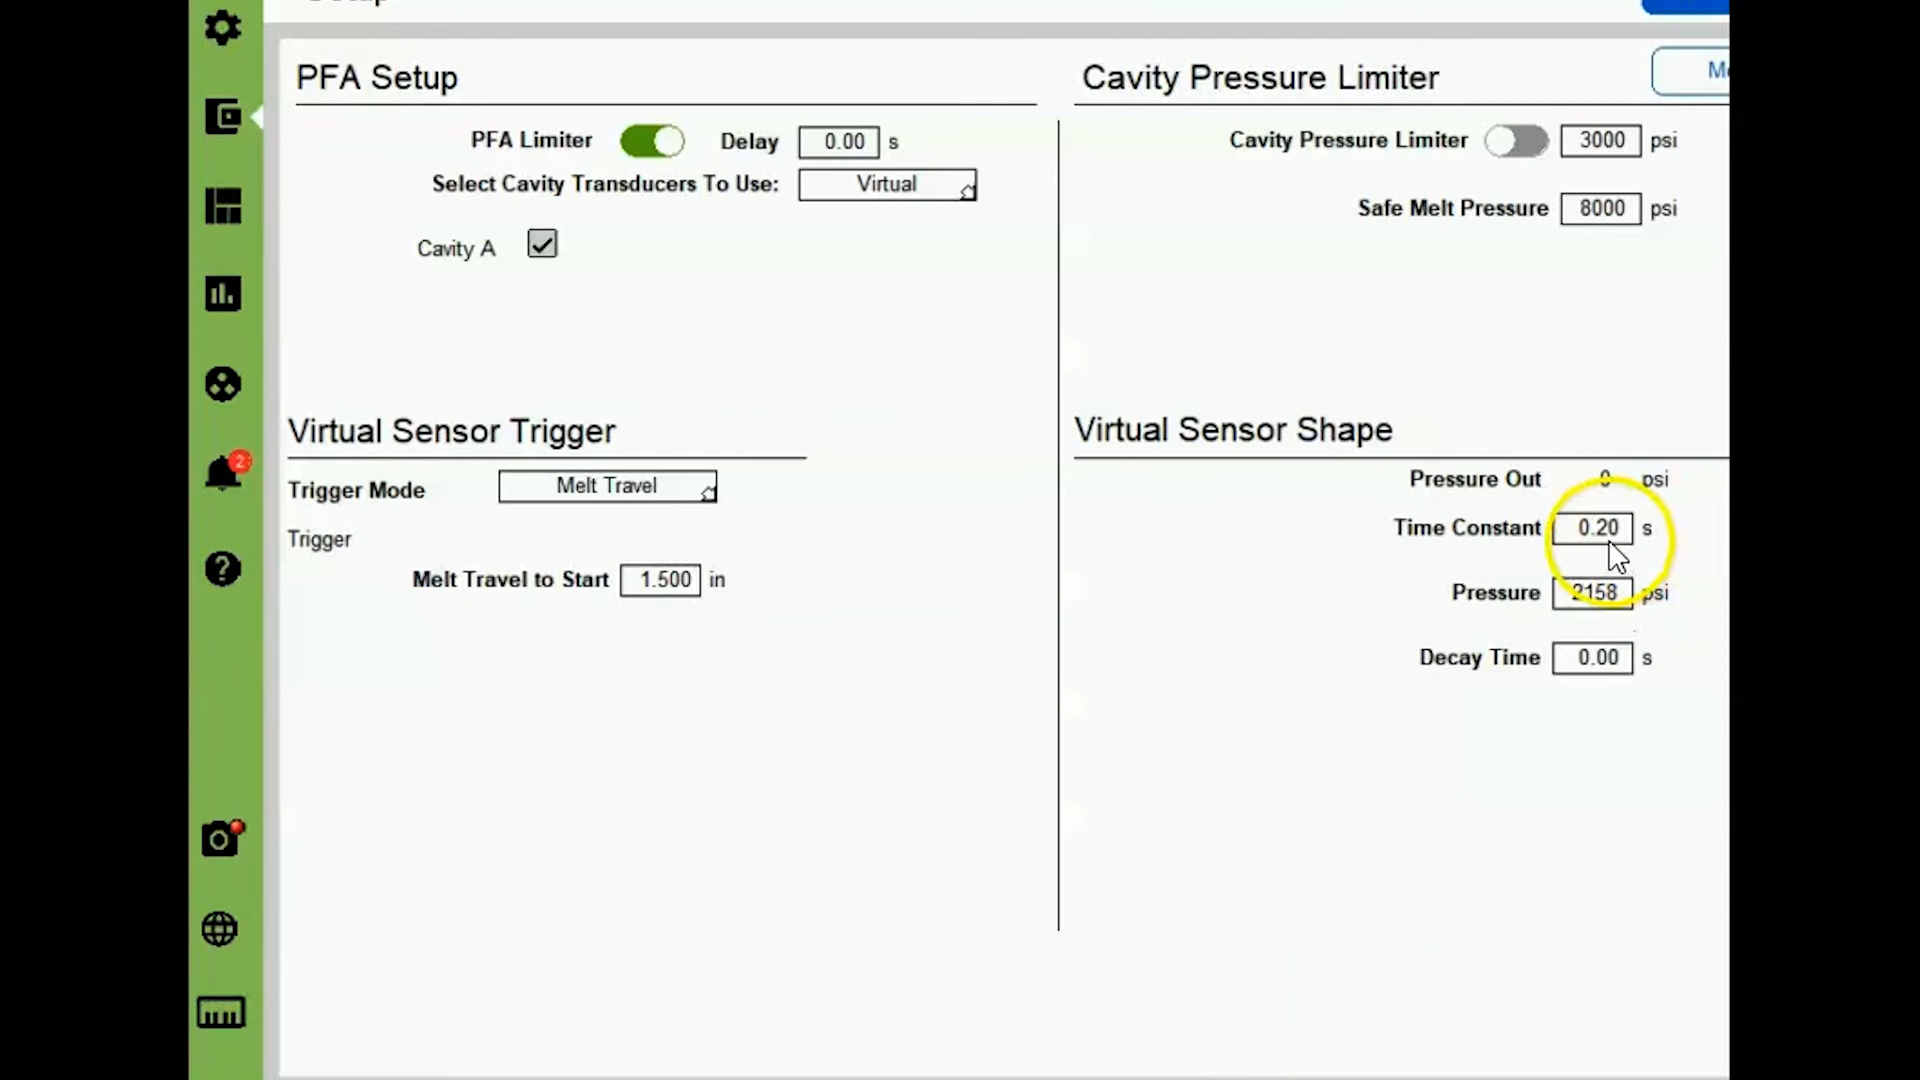 PFA Setup
PFA Limiter
Delay
0.00
s
Select Cavity Transducers To Use:
Virtual
Cavity A
Cavity Pressure Limiter
Cavity Pressure Limiter
3000
psi
Safe Melt Pressure
8000
psi
Virtual Sensor Trigger
Trigger Mode
Melt Travel
Trigger
Melt Travel to Start
1.500
in
Virtual Sensor Shape
Pressure Out
0
psi
Time Constant
0.20
s
Pressure
2158
psi
Decay Time
0.00
s
2